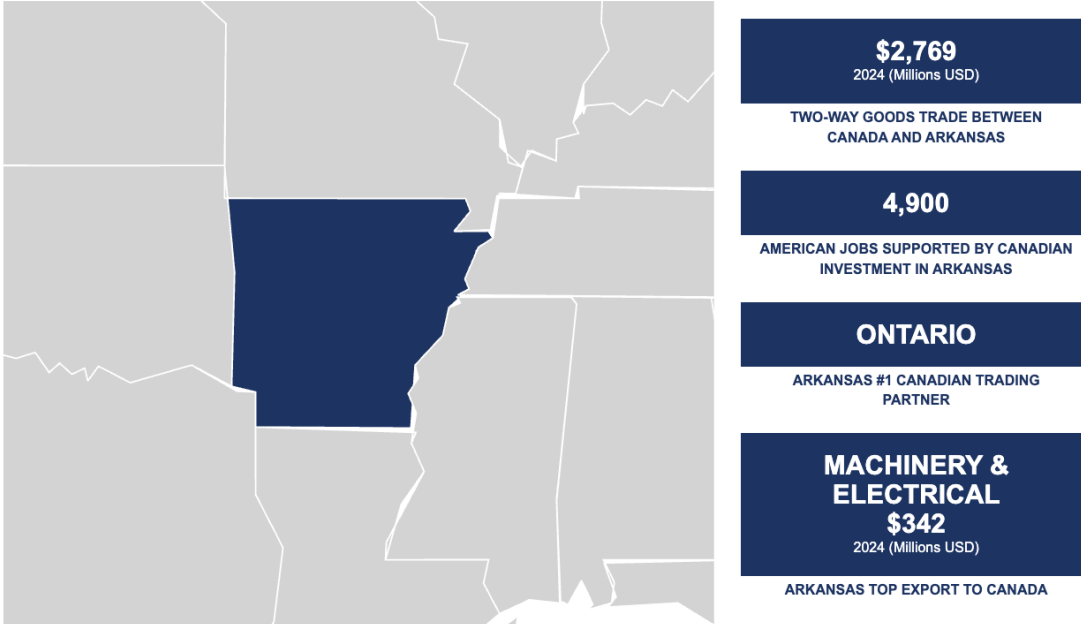 $2,769
2024 (Millions USD)
TWO-WAY GOODS TRADE BETWEEN
CANADA AND ARKANSAS
4,900
AMERICAN JOBS SUPPORTED BY CANADIAN
INVESTMENT IN ARKANSAS
ONTARIO
ARKANSAS #1 CANADIAN TRADING
PARTNER
MACHINERY &
ELECTRICAL
$342
2024 (Millions USD)
ARKANSAS TOP EXPORT TO CANADA